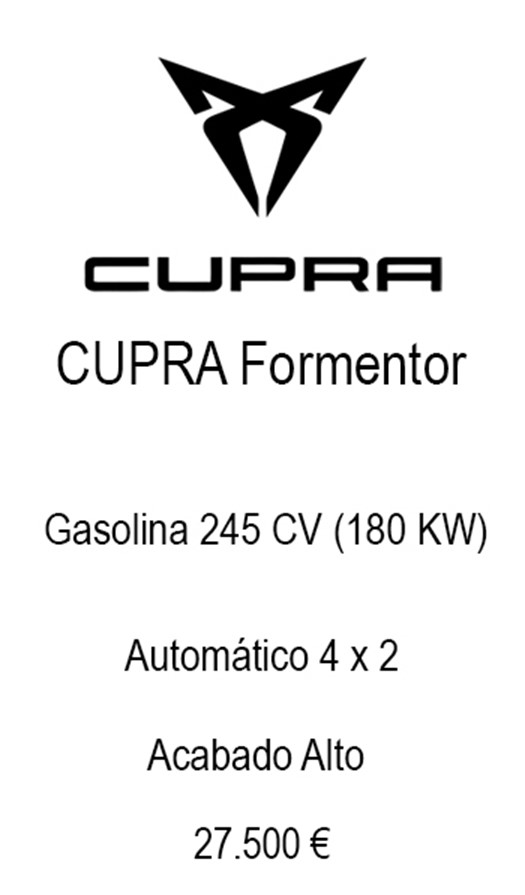 CUPRA
CUPRA Formentor
Gasolina 245 CV (180 KW)
Automático 4 x 2
Acabado Alto
27.500 €